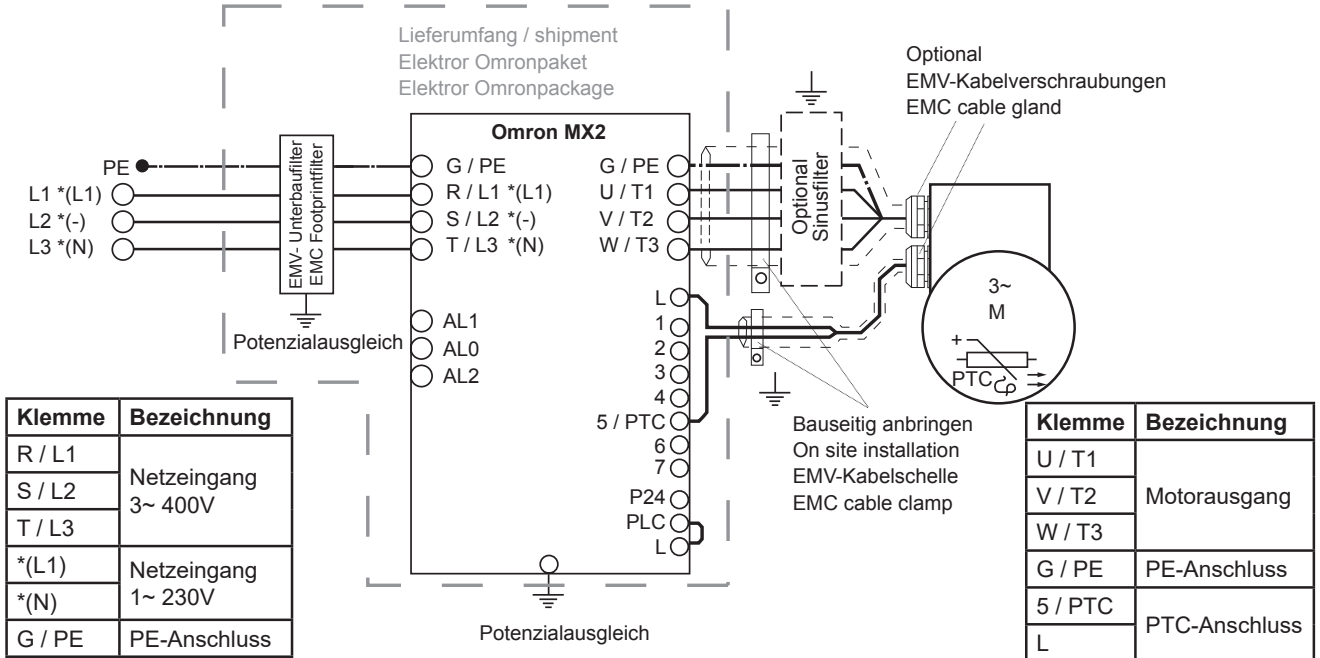 Lieferumfang / shipment
Elektror Omronpaket
Elektror Omronpackage
Optional
EMV-Kabelverschraubungen
EMC cable gland
PE
L1 *(L1)
L2 *(-)
L3 *(N)
EMV- Unterbaufilter
EMC Footprintfilter
Potenzialausgleich
Omron MX2
G / PE
R / L1 *(L1)
S / L2 *(-)
T / L3 *(N)
AL1
AL0
AL2
G / PE
U / T1
V / T2
W / T3
L
1
2
3
4
5 / PTC
6
7
P24
PLC
L
Potenzialausgleich
Optional
Sinusfilter
3~
M
+
PTC
Bauseitig anbringen
On site installation
EMV-Kabelschelle
EMC cable clamp
Klemme Bezeichnung
R / L1
S / L2
T / L3
Netzeingang
3~ 400V
*(L1)
*(N)
Netzeingang
1~ 230V
G / PE PE-Anschluss
Klemme Bezeichnung
U / T1
V / T2 Motorausgang
W / T3
G / PE PE-Anschluss
5 / PTC
L
PTC-Anschluss